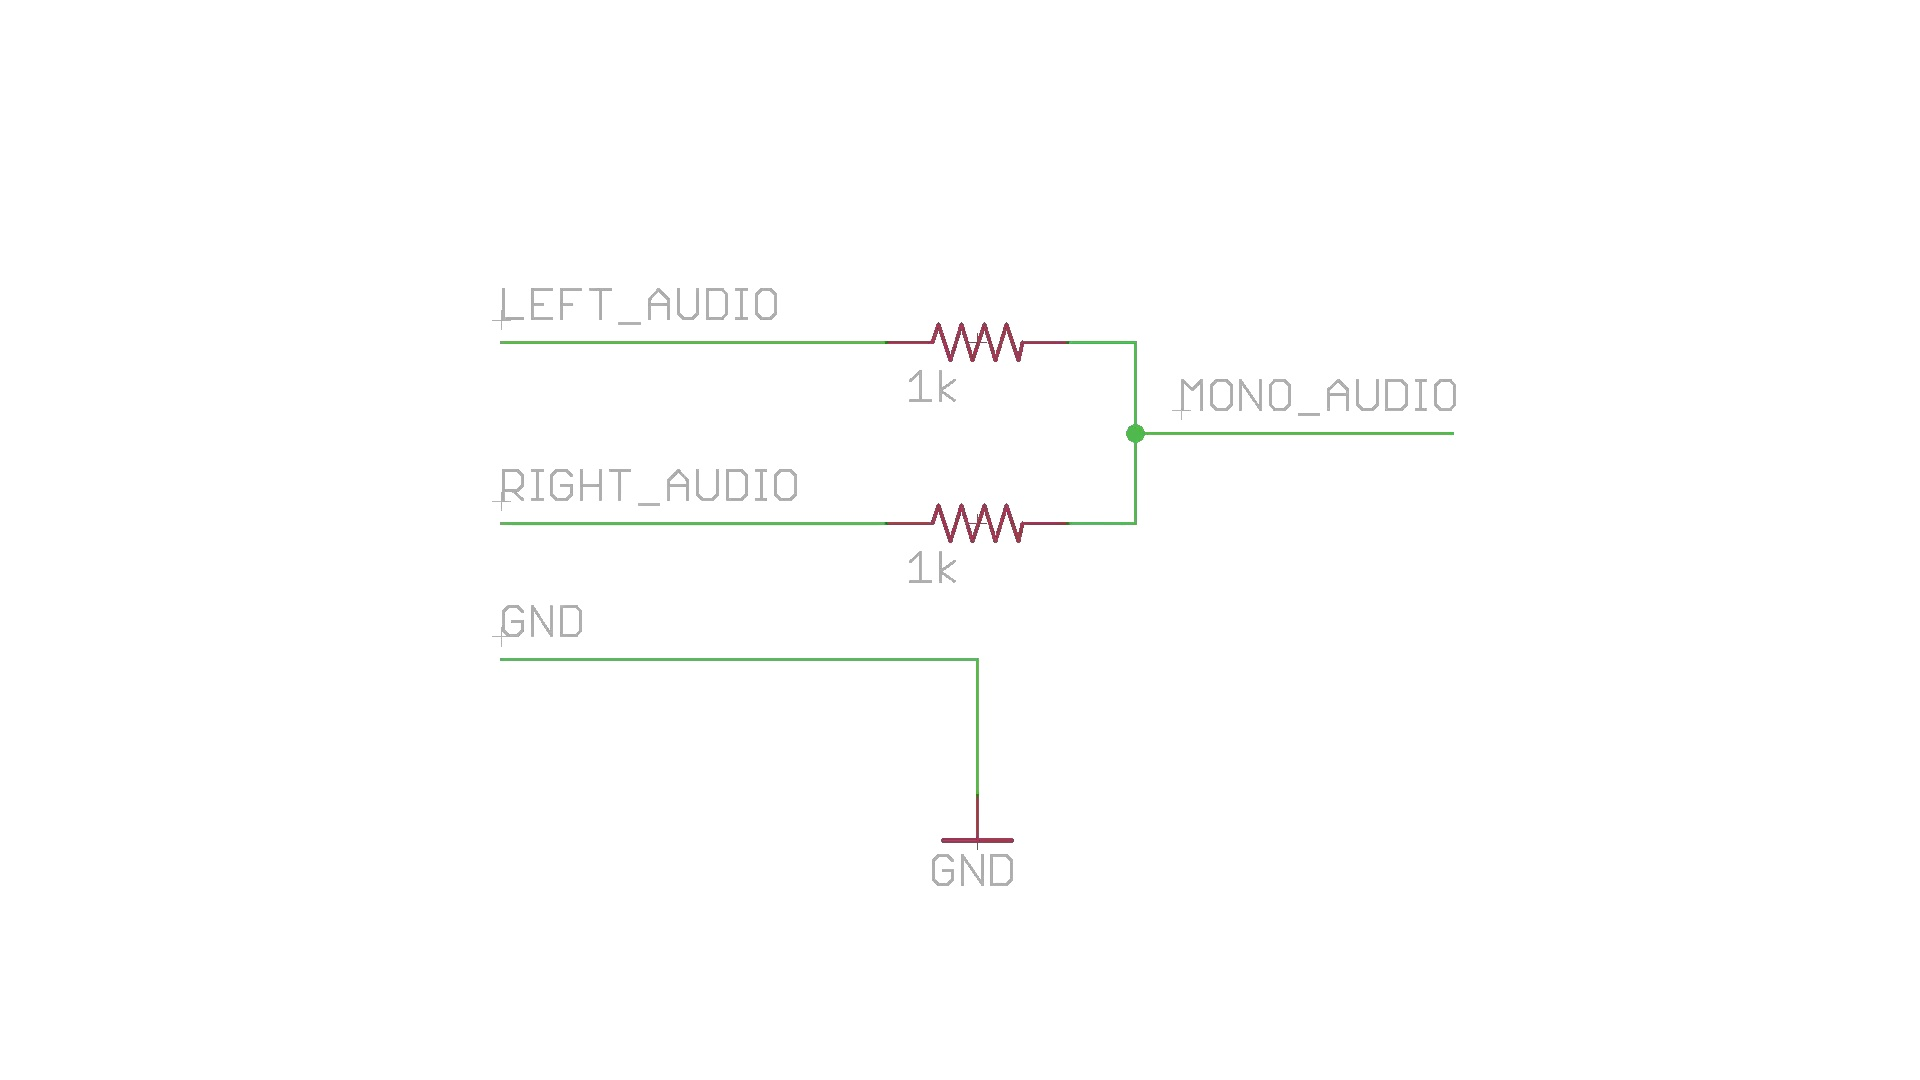 LEFT_AUDIO
1k
MONO_AUDIO
RIGHT_AUDIO
1k
GND
GND